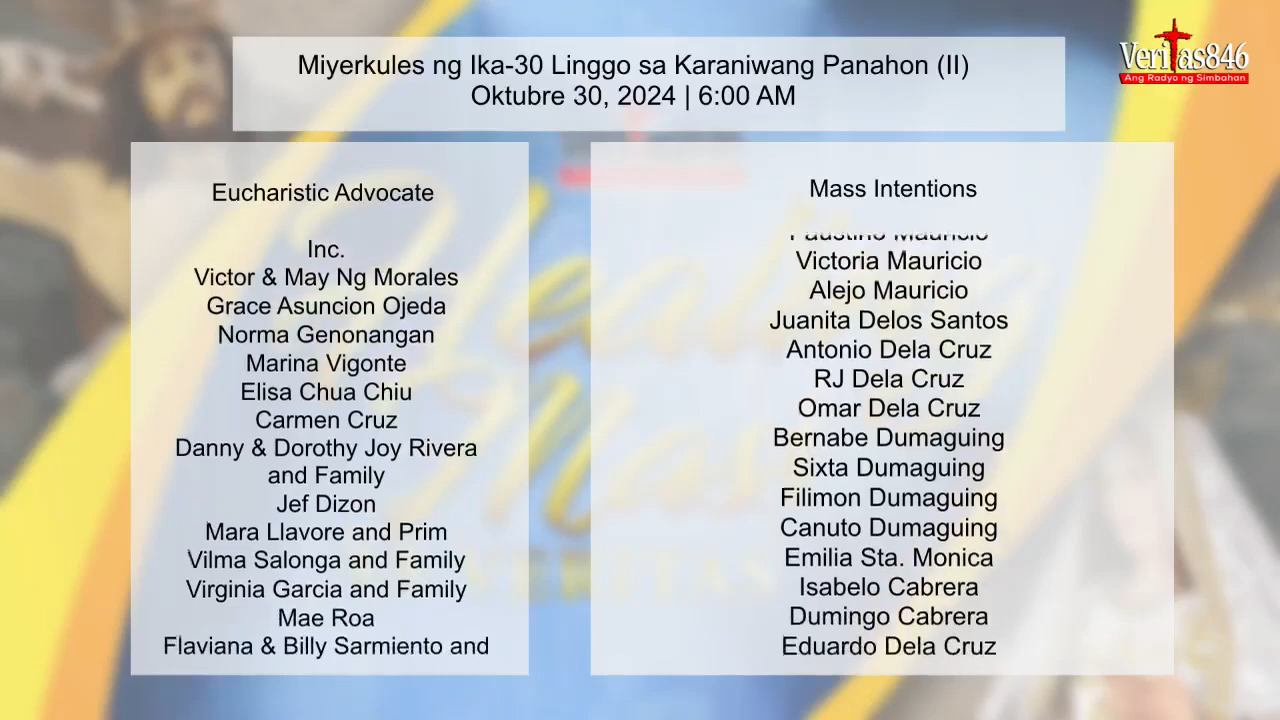 Miyerkules ng Ika-30 Linggo sa Karaniwang Panahon (II)
Oktubre 30, 2024 | 6:00 AM
Veritas846
Ang Radyo ng Simbahan
Eucharistic Advocate
Inc.
Victor & May Ng Morales
Grace Asuncion Ojeda
Norma Genonangan
Marina Vigonte
Elisa Chua Chiu
Carmen Cruz
Danny & Dorothy Joy Rivera
and Family
Jef Dizon
Mara Llavore and Prim
Vilma Salonga and Family
Virginia Garcia and Family
Mae Roa
Flaviana & Billy Sarmiento and
Mass Intentions
Faustino Mauricio
Victoria Mauricio
Alejo Mauricio
Juanita Delos Santos
Antonio Dela Cruz
RJ Dela Cruz
Omar Dela Cruz
Bernabe Dumaguing
Sixta Dumaguing
Filimon Dumaguing
Canuto Dumaguing
Emilia Sta. Monica
Isabelo Cabrera
Dumingo Cabrera
Eduardo Dela Cruz
Healing
Mass
VERITAS